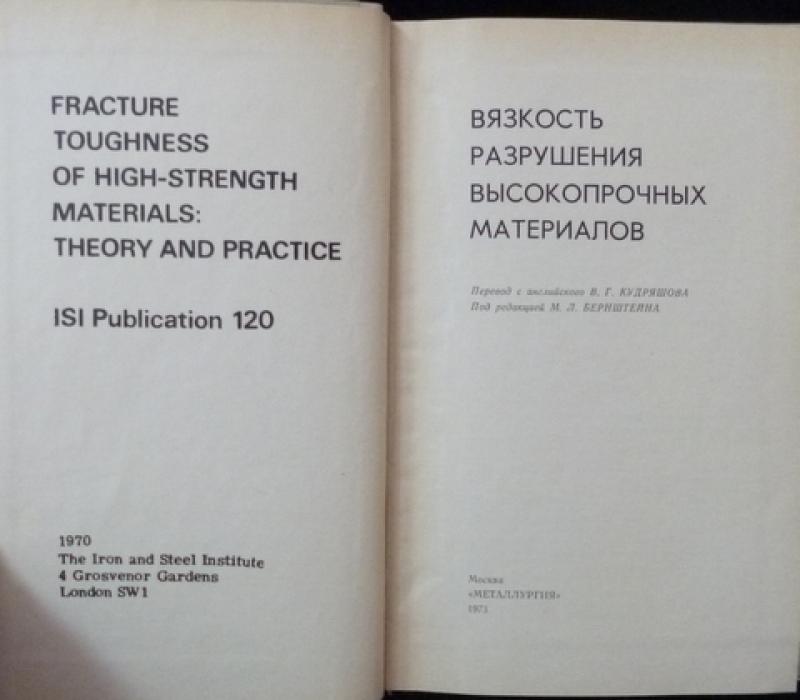 FRACTURE
TOUGHNESS
OF HIGH-STRENGTH
MATERIALS:
THEORY AND PRACTICE
ISI Publication 120
1970
The Iron and Steel Institute
4 Grosvenor Gardens
London SW1
ВЯЗКОСТЬ
РАЗРУШЕНИЯ
ВЫСОКОПРОЧНЫХ
МАТЕРИАЛОВ
Перевод с английского В. Г. КУДРЯШОВА
Под редакцией М. Л. БЕРНШТЕЙНА
Москва
«МЕТАЛЛУРГИЯ»
1973